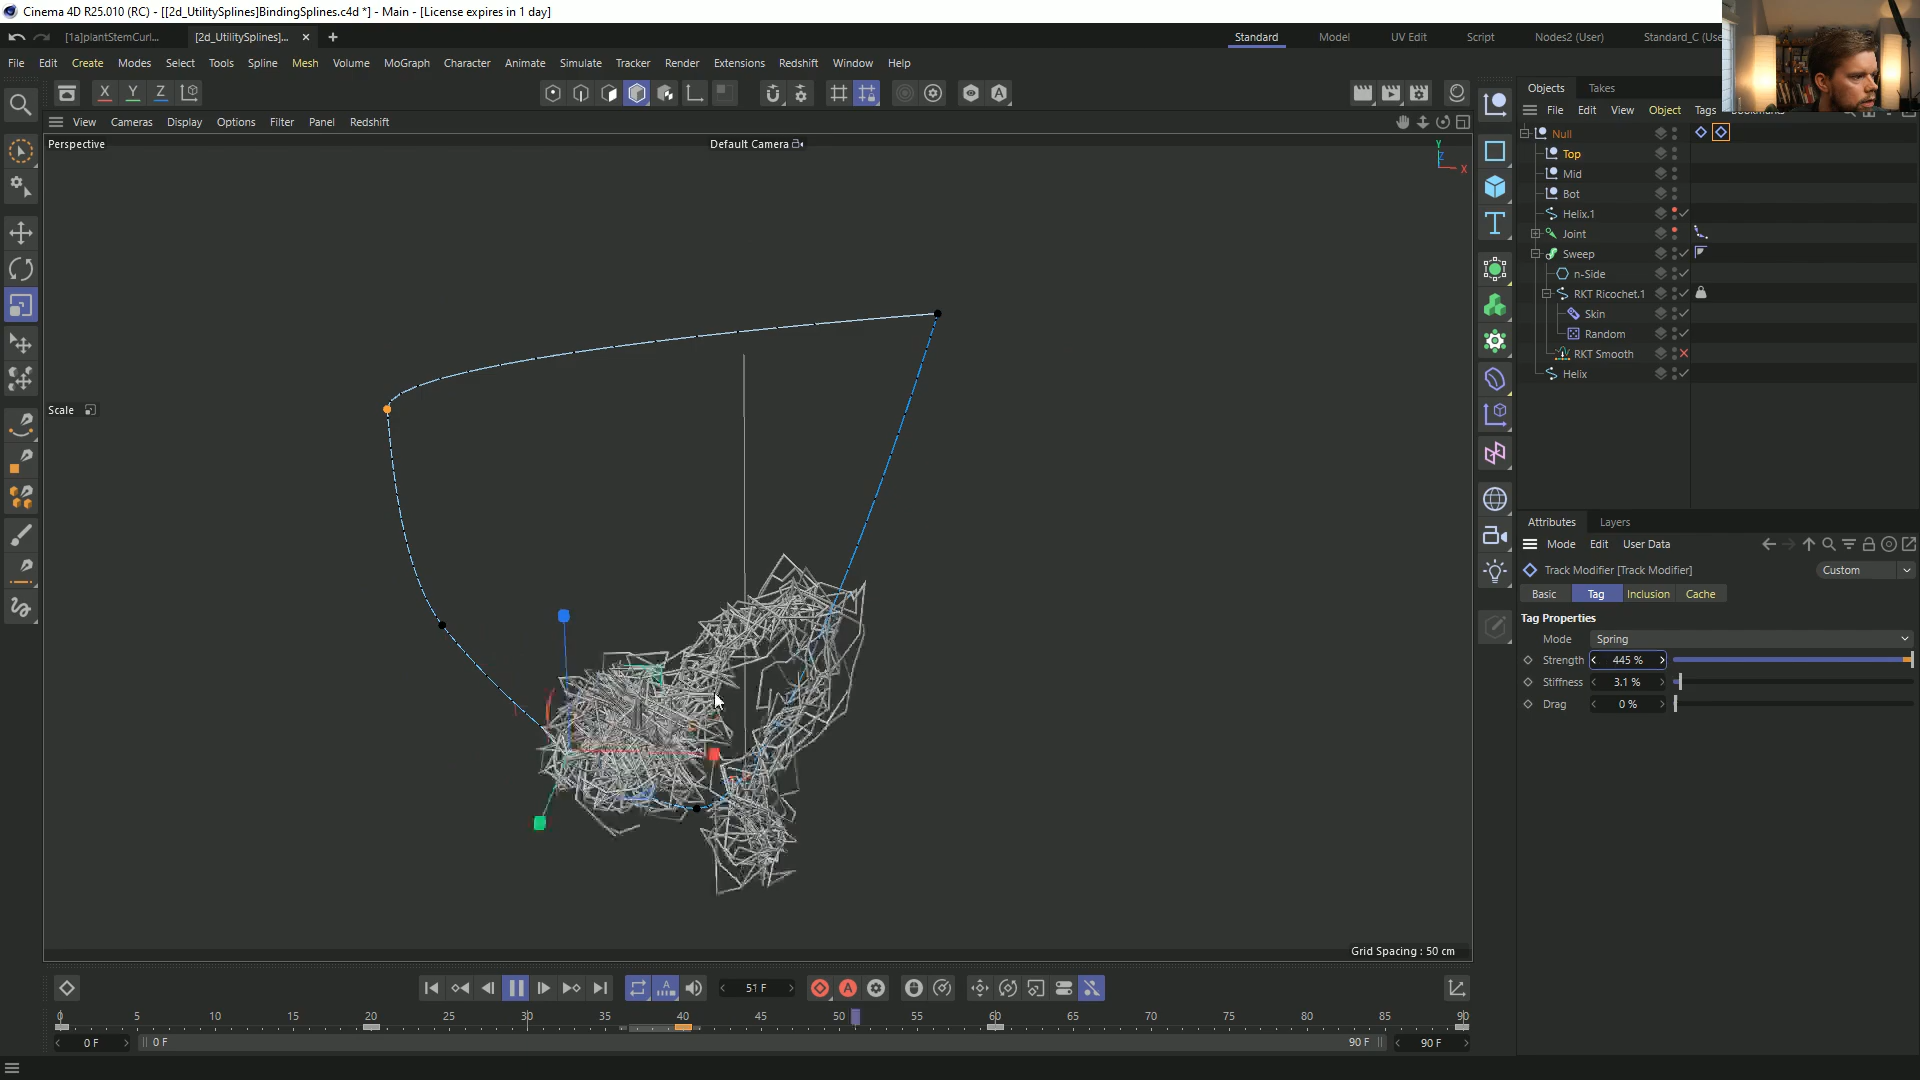 Cinema 4D R25.010 (RC) - [[2d_UtilitySplines]BindingSplines.c4d *] - Main - [License expires in 1 day]
[1a]plantStemCurl...
[2d_UtilitySplines]...
Standard
Model
UV Edit
Script
Nodes2 (User)
Standard_C (Use
File Edit Create Modes Select Tools Spline Mesh Volume MoGraph Character Animate Simulate Tracker Render Extensions Redshift Window Help
X Y Z
Objects Takes
View Cameras Display Options Filter Panel Redshift
File Edit View Object Tags
Perspective
Default Camera
Y
Z
X
Null
Top
Mid
Bot
Helix.1
Joint
Sweep
n-Side
RKT Ricochet.1
Skin
Random
RKT Smooth
Helix
Scale
Attributes Layers
Mode Edit User Data
Track Modifier [Track Modifier]
Custom
Basic Tag Inclusion Cache
Tag Properties
Mode Spring
Strength 445 %
Stiffness 3.1 %
Drag 0 %
Grid Spacing : 50 cm
51 F
0 5 10 15 20 25 30 35 40 45 50 55 60 65 70 75 80 85 90
0 F
0 F
90 F
90 F